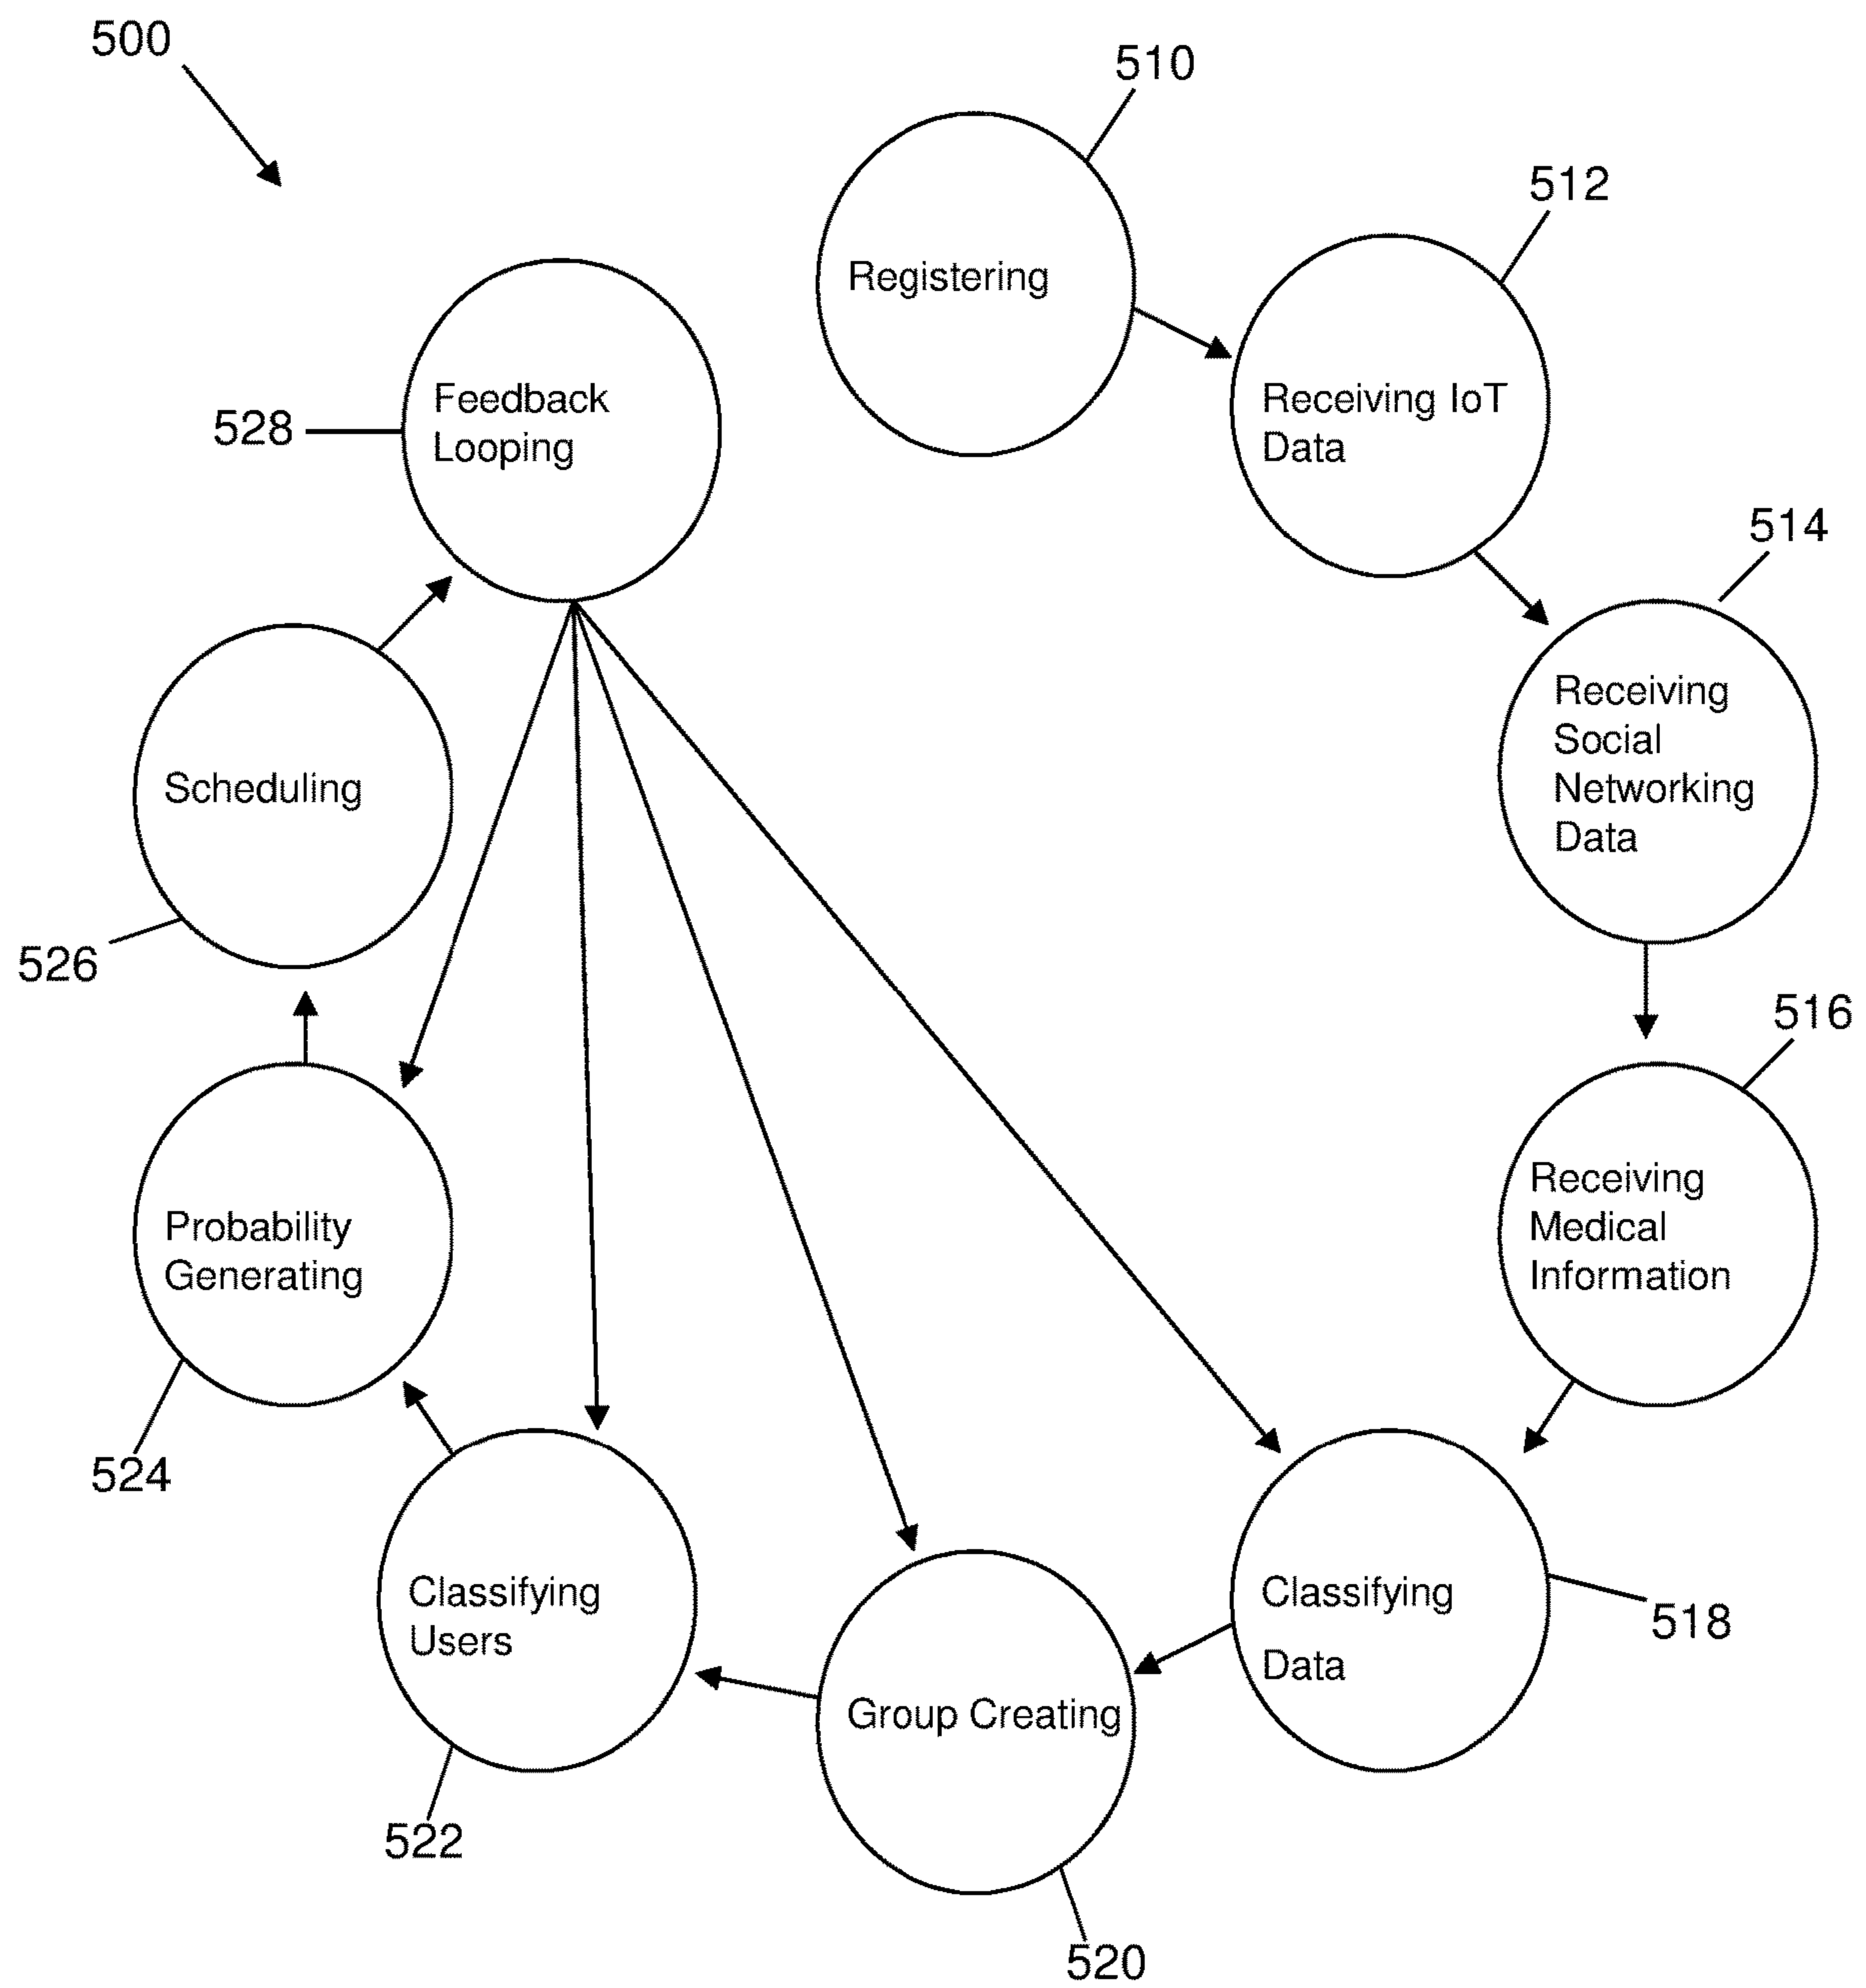 500
510
Registering
512
Receiving IoT
Data
514
Receiving
Social
Networking
Data
516
Receiving
Medical
Information
518
Classifying
Data
520
Group Creating
522
Classifying
Users
524
Probability
Generating
526
Scheduling
528
Feedback
Looping